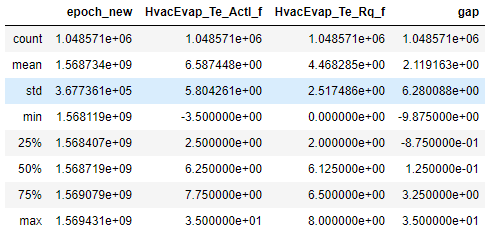 epoch_new HvacEvap_Te_Actl_f HvacEvap_Te_Rq_f gap
count 1.048571e+06 1.048571e+06 1.048571e+06 1.048571e+06
mean 1.568734e+09 6.587448e+00 4.468285e+00 2.119163e+00
std 3.677361e+05 5.804261e+00 2.517486e+00 6.280088e+00
min 1.568119e+09 -3.500000e+00 0.000000e+00 -9.875000e+00
25% 1.568407e+09 2.500000e+00 2.000000e+00 -8.750000e-01
50% 1.568719e+09 6.250000e+00 6.125000e+00 1.250000e-01
75% 1.569079e+09 7.750000e+00 6.500000e+00 3.250000e+00
max 1.569431e+09 3.500000e+01 8.000000e+00 3.500000e+01